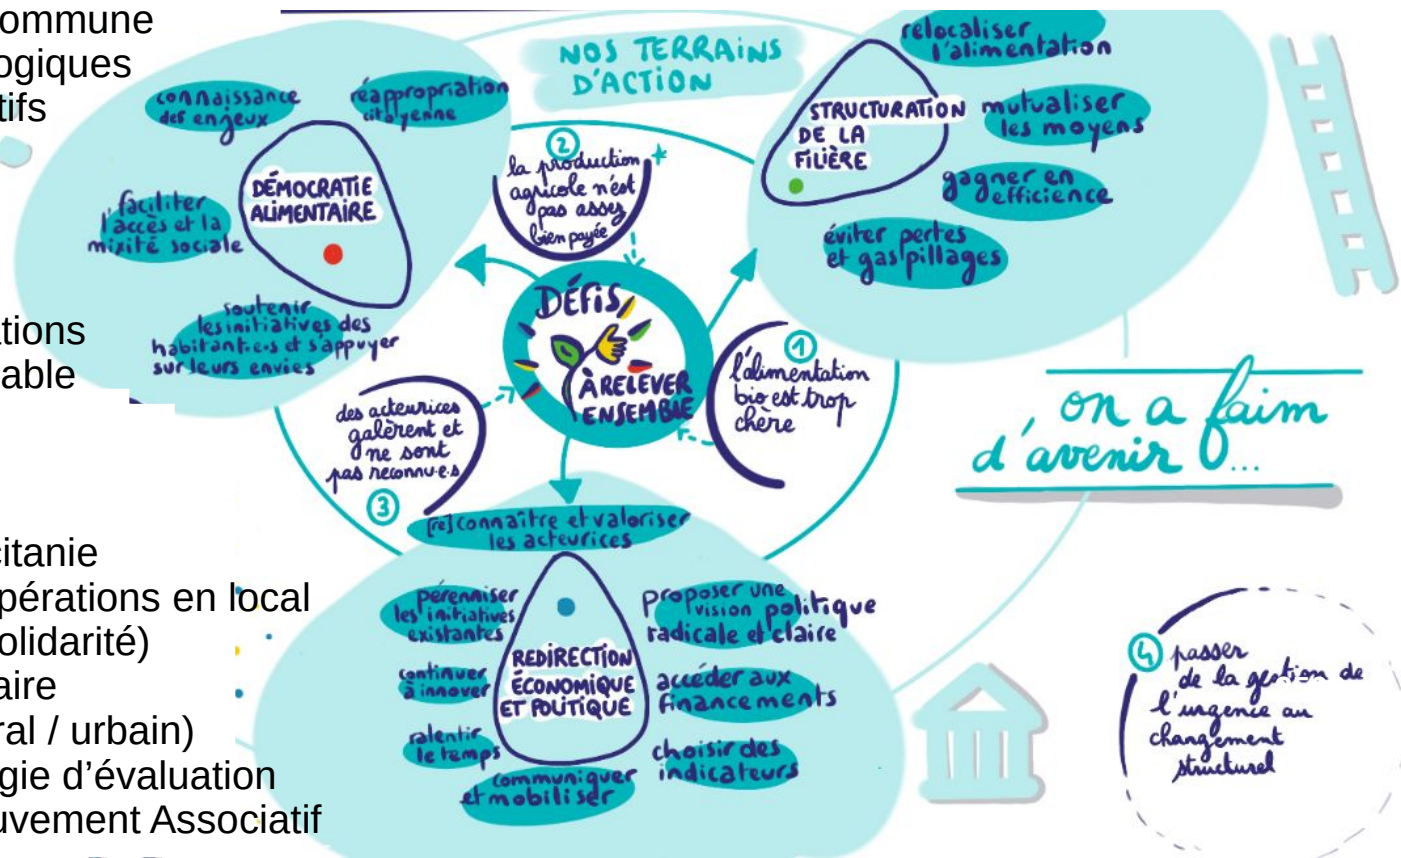 ommune
ogiques
tifs
ations
able
citanie
pérations en local
olidarité)
aire
ral / urbain)
gie d'évaluation
uvement Associatif
NOS TERRAINS
D'ACTION
connaissance
des enjeux
réappropriation
citoyenne
DÉMOCRATIE
ALIMENTAIRE
faciliter
l'accès et la
mixité sociale
soutenir
les initiatives des
habitant.e.s et s'appuyer
sur leurs envies
relocaliser
l'alimentation
STRUCTURATION
DE LA
FILIÈRE
mutualiser
les moyens
gagner en
efficience
éviter pertes
et gaspillages
2
la production *
agricole n'est
pas assez
bien payée
DÉFIS
À RELEVER
ENSEMBLE
1
l'alimentation
bio est trop
chère
des acteurices
galèrent et
ne sont
pas reconnu.e.s
3
on a faim
d'avenir...
[re]connaître et valoriser
les acteurices
pérenniser
les initiatives
existantes
continuer
à innover
ralentir
le temps
communiquer
et mobiliser
REDIRECTION
ÉCONOMIQUE
ET POLITIQUE
proposer une
vision politique
radicale et claire
accéder aux
financements
choisir des
indicateurs
4 passer
de la gestion de
l'urgence au
changement
structurel